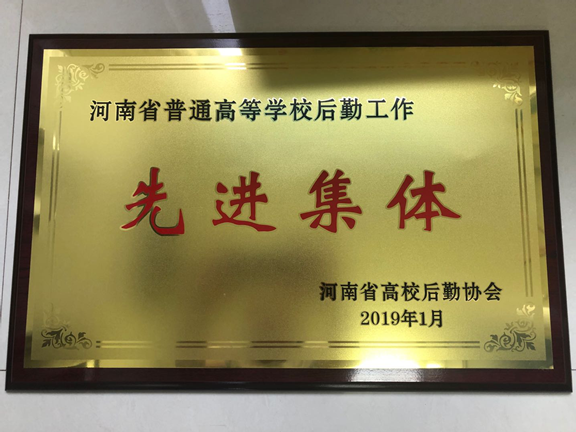 河南省普通高等学校后勤工作
先进集体
河南省高校后勤协会
2019年1月